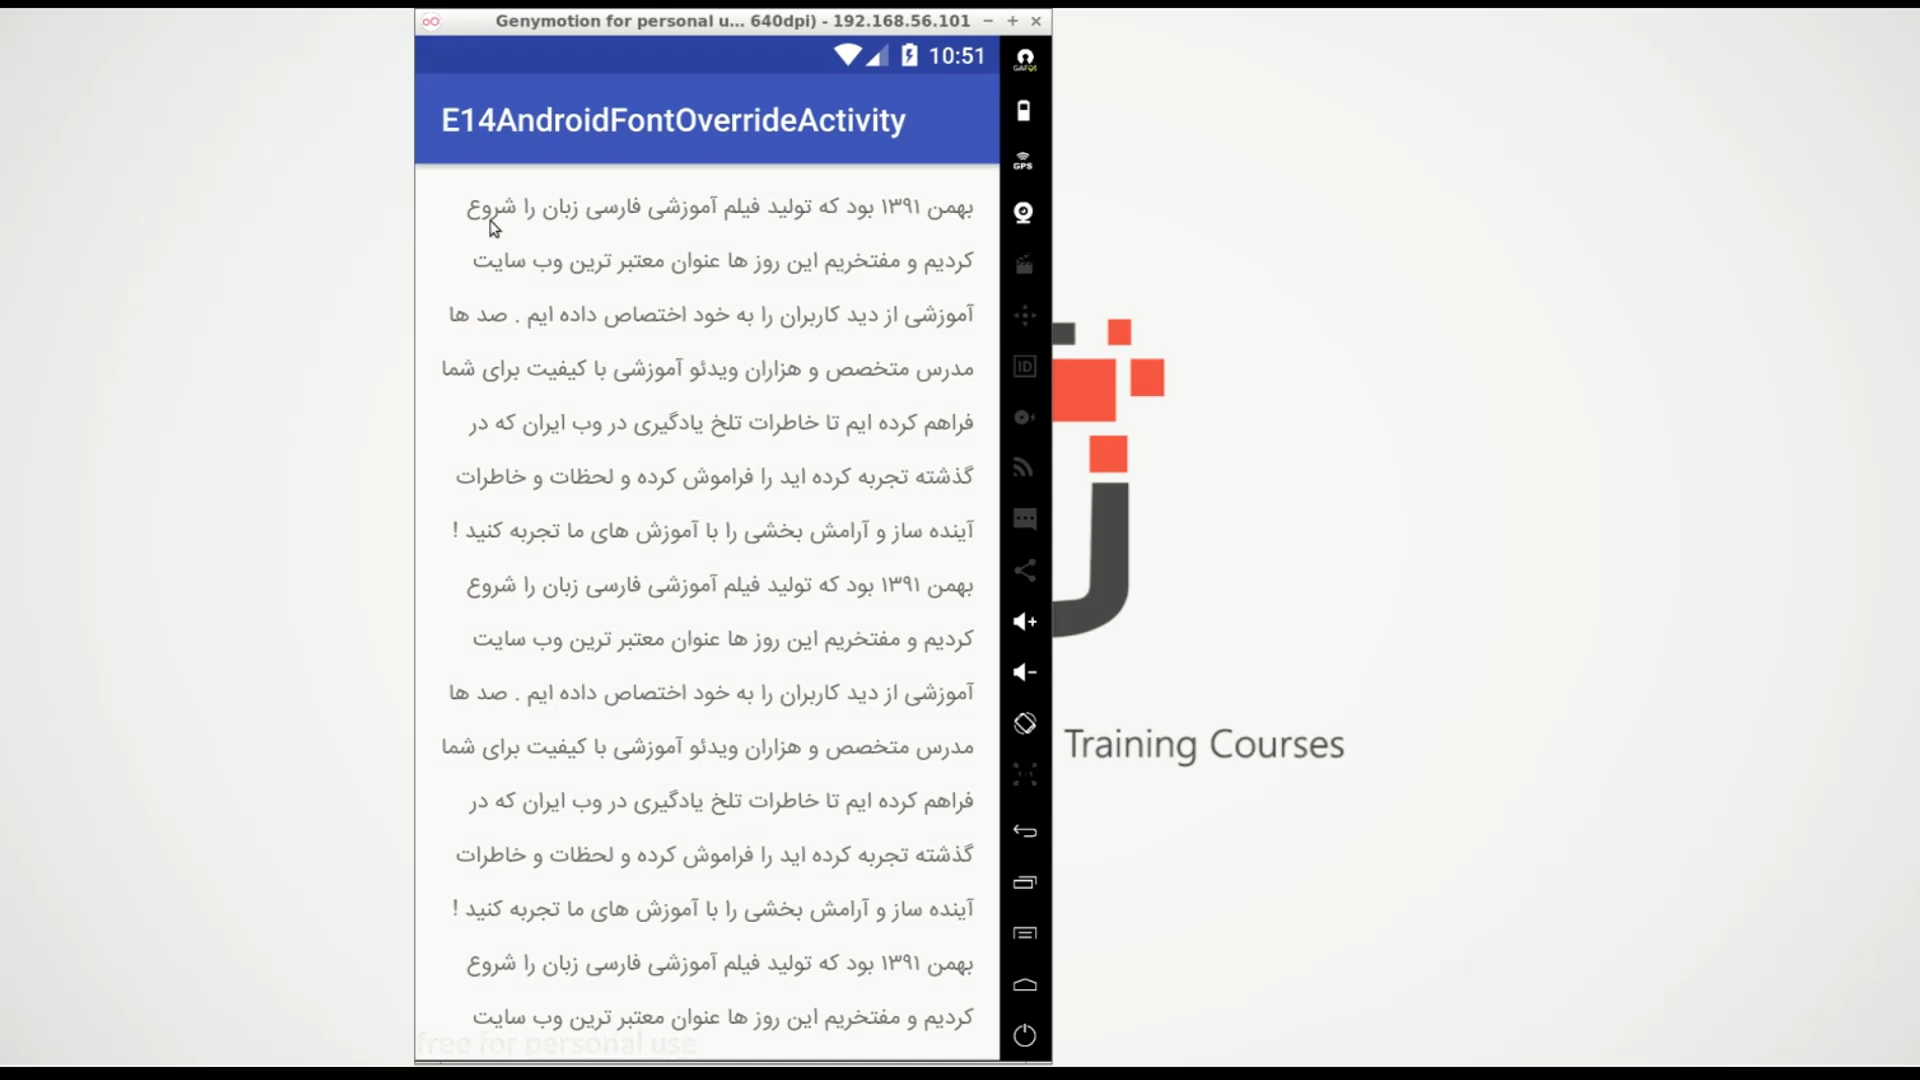 Genymotion for personal u... 640dpi) - 192.168.56.101
10:51
E14AndroidFontOverrideActivity
GPS
ID
بهمن ۱۳۹۱ بود که تولید فیلم آموزشی فارسی زبان را شروع
کردیم و مفتخریم این روز ها عنوان معتبر ترین وب سایت
آموزشی از دید کاربران را به خود اختصاص داده ایم . صد ها
مدرس متخصص و هزاران ویدئو آموزشی با کیفیت برای شما
فراهم کرده ایم تا خاطرات تلخ یادگیری در وب ایران که در
گذشته تجربه کرده اید را فراموش کرده و لحظات و خاطرات
آینده ساز و آرامش بخشی را با آموزش های ما تجربه کنید !
بهمن ۱۳۹۱ بود که تولید فیلم آموزشی فارسی زبان را شروع
کردیم و مفتخریم این روز ها عنوان معتبر ترین وب سایت
آموزشی از دید کاربران را به خود اختصاص داده ایم . صد ها
مدرس متخصص و هزاران ویدئو آموزشی با کیفیت برای شما
فراهم کرده ایم تا خاطرات تلخ یادگیری در وب ایران که در
گذشته تجربه کرده اید را فراموش کرده و لحظات و خاطرات
آینده ساز و آرامش بخشی را با آموزش های ما تجربه کنید !
بهمن ۱۳۹۱ بود که تولید فیلم آموزشی فارسی زبان را شروع
کردیم و مفتخریم این روز ها عنوان معتبر ترین وب سایت
free for personal use
Training Courses